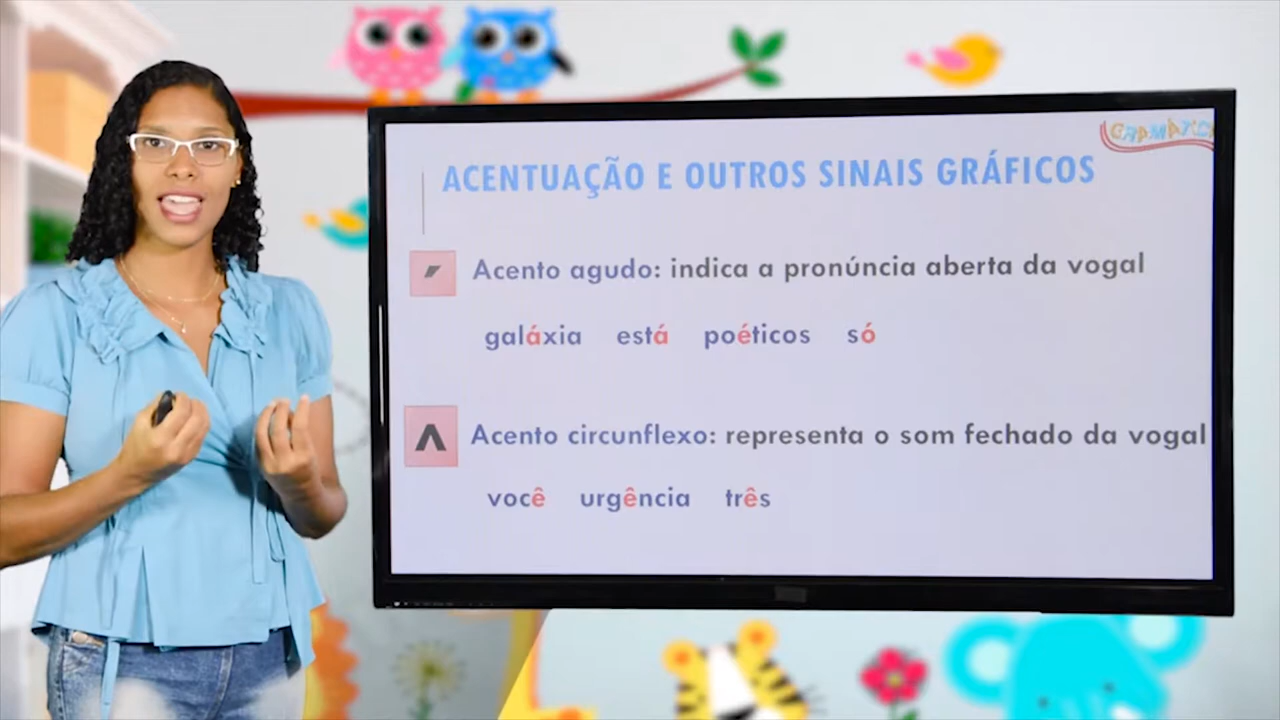 GRAMÁTIC
ACENTUAÇÃO E OUTROS SINAIS GRÁFICOS
Acento agudo: indica a pronúncia aberta da vogal
galáxia está poéticos só
Acento circunflexo: representa o som fechado da vogal
você urgência três